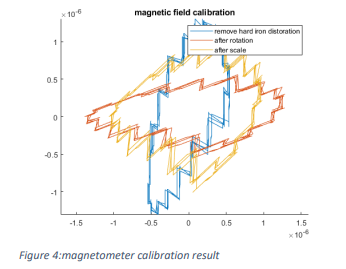 magnetic field calibration
×10⁻⁶
remove hard iron distoration
after rotation
after scale
1
0.5
0
-0.5
-1
-1.5 -1 -0.5 0 0.5 1 1.5
×10⁻⁶
Figure 4:magnetometer calibration result